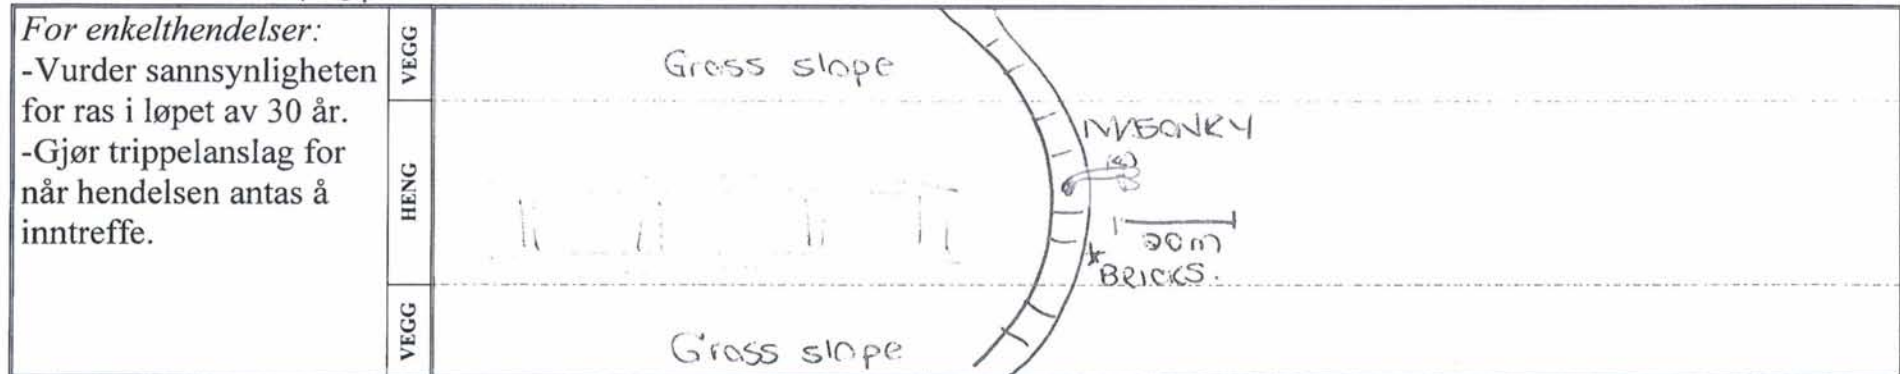 For enkelthendelser:
-Vurder sannsynligheten
for ras i løpet av 30 år.
-Gjør trippelanslag for
når hendelsen antas å
inntreffe.
VEGG
HENG
VEGG
Grass slope
MASONRY
20m
BRICKS.
Grass slope